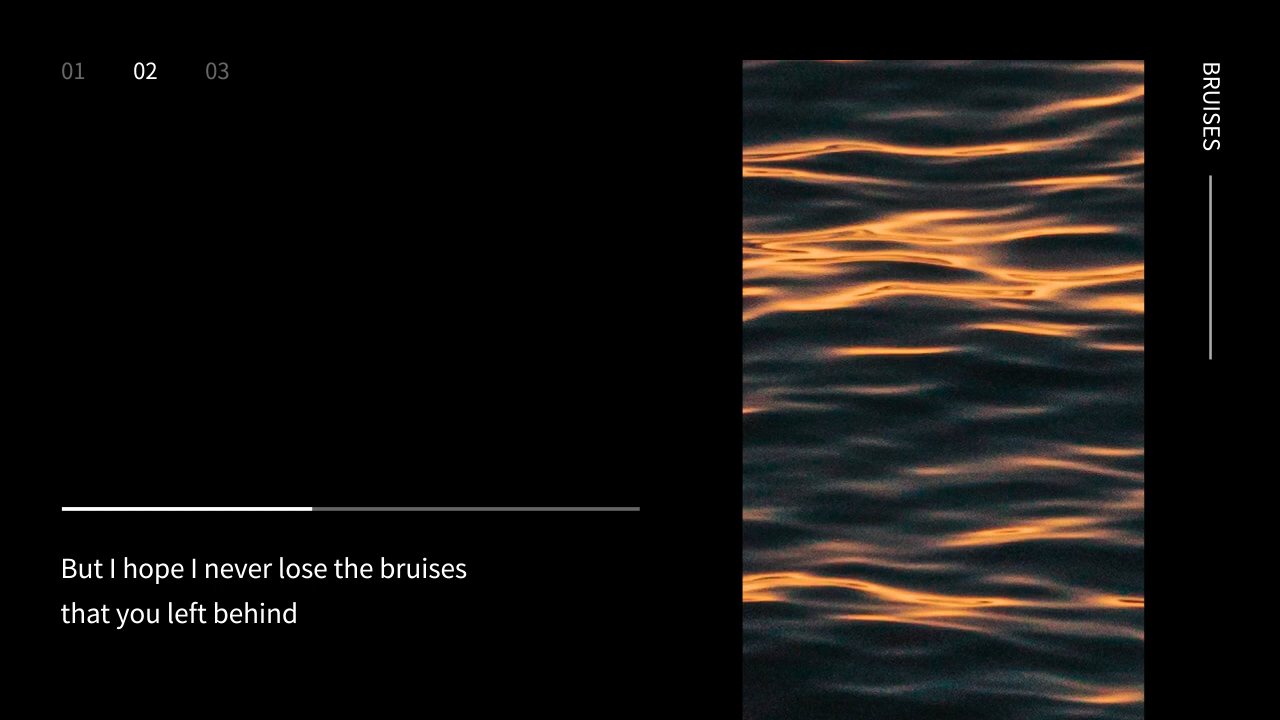 01 02 03
BRUISES
But I hope I never lose the bruises
that you left behind